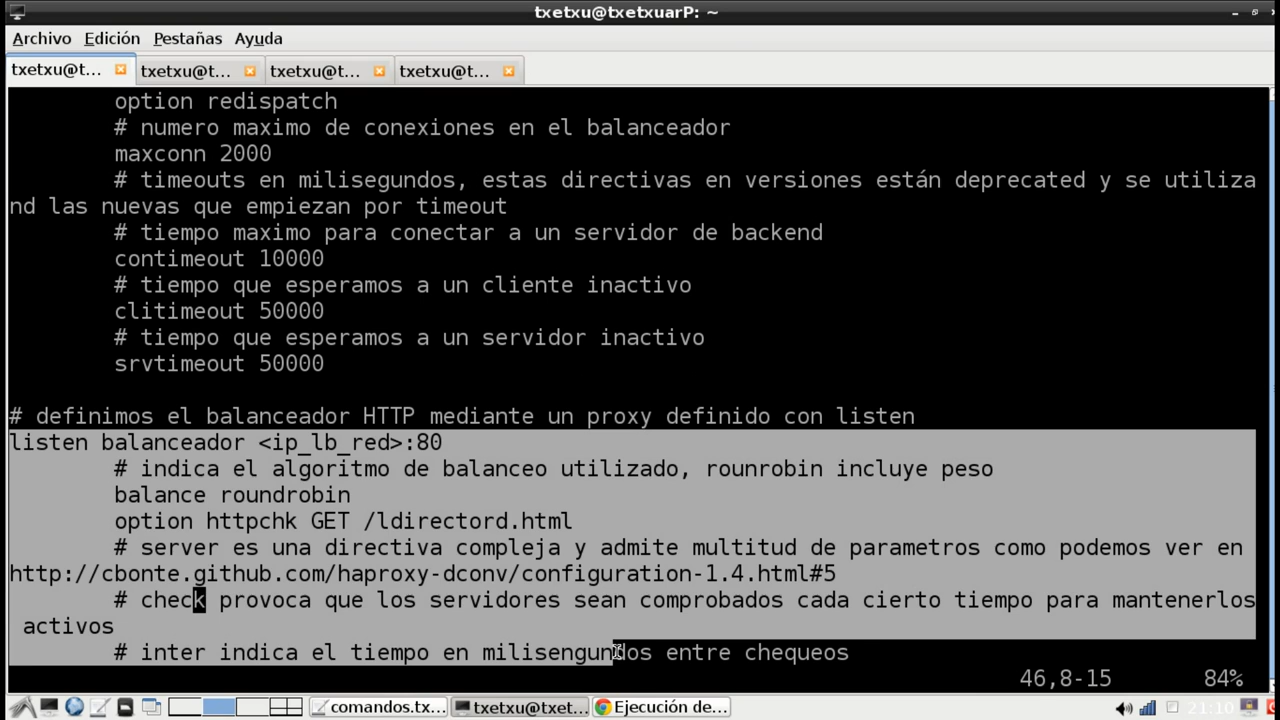 txetxu@txetxuarP: ~
Archivo Edición Pestañas Ayuda
txetxu@t... txetxu@t... txetxu@t... txetxu@t...
option redispatch
# numero maximo de conexiones en el balanceador
maxconn 2000
# timeouts en milisegundos, estas directivas en versiones están deprecated y se utiliza
nd las nuevas que empiezan por timeout
# tiempo maximo para conectar a un servidor de backend
contimeout 10000
# tiempo que esperamos a un cliente inactivo
clitimeout 50000
# tiempo que esperamos a un servidor inactivo
srvtimeout 50000
# definimos el balanceador HTTP mediante un proxy definido con listen
listen balanceador <ip_lb_red>:80
# indica el algoritmo de balanceo utilizado, rounrobin incluye peso
balance roundrobin
option httpchk GET /ldirectord.html
# server es una directiva compleja y admite multitud de parametros como podemos ver en
http://cbonte.github.com/haproxy-dconv/configuration-1.4.html#5
# check provoca que los servidores sean comprobados cada cierto tiempo para mantenerlos
activos
# inter indica el tiempo en milisengundos entre chequeos
46,8-15 84%
comandos.tx... txetxu@txet... Ejecución de... 21:10